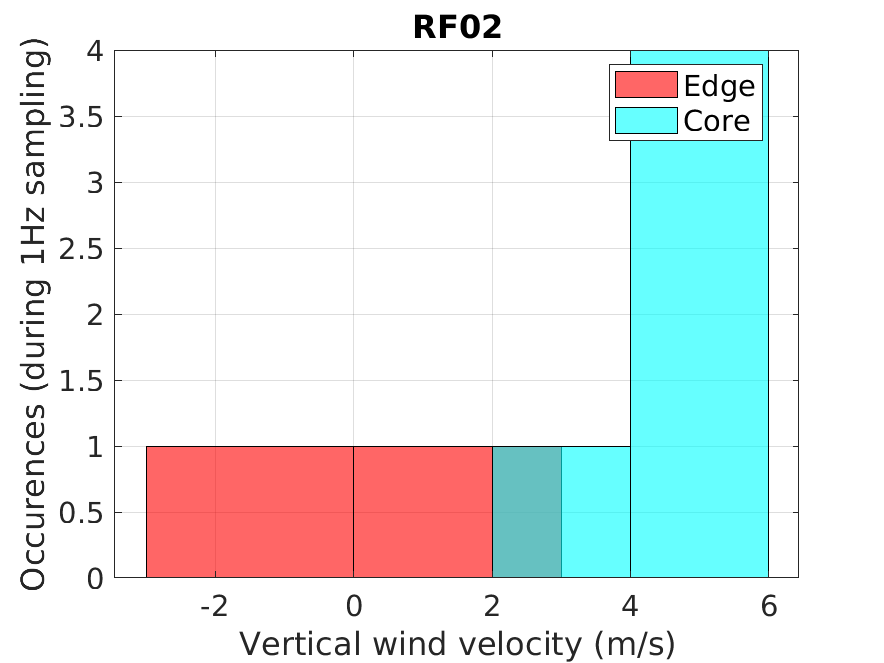 RF02
Occurences (during 1Hz sampling)
4
3.5
3
2.5
2
1.5
1
0.5
0
Edge
Core
-2
0
2
4
6
Vertical wind velocity (m/s)